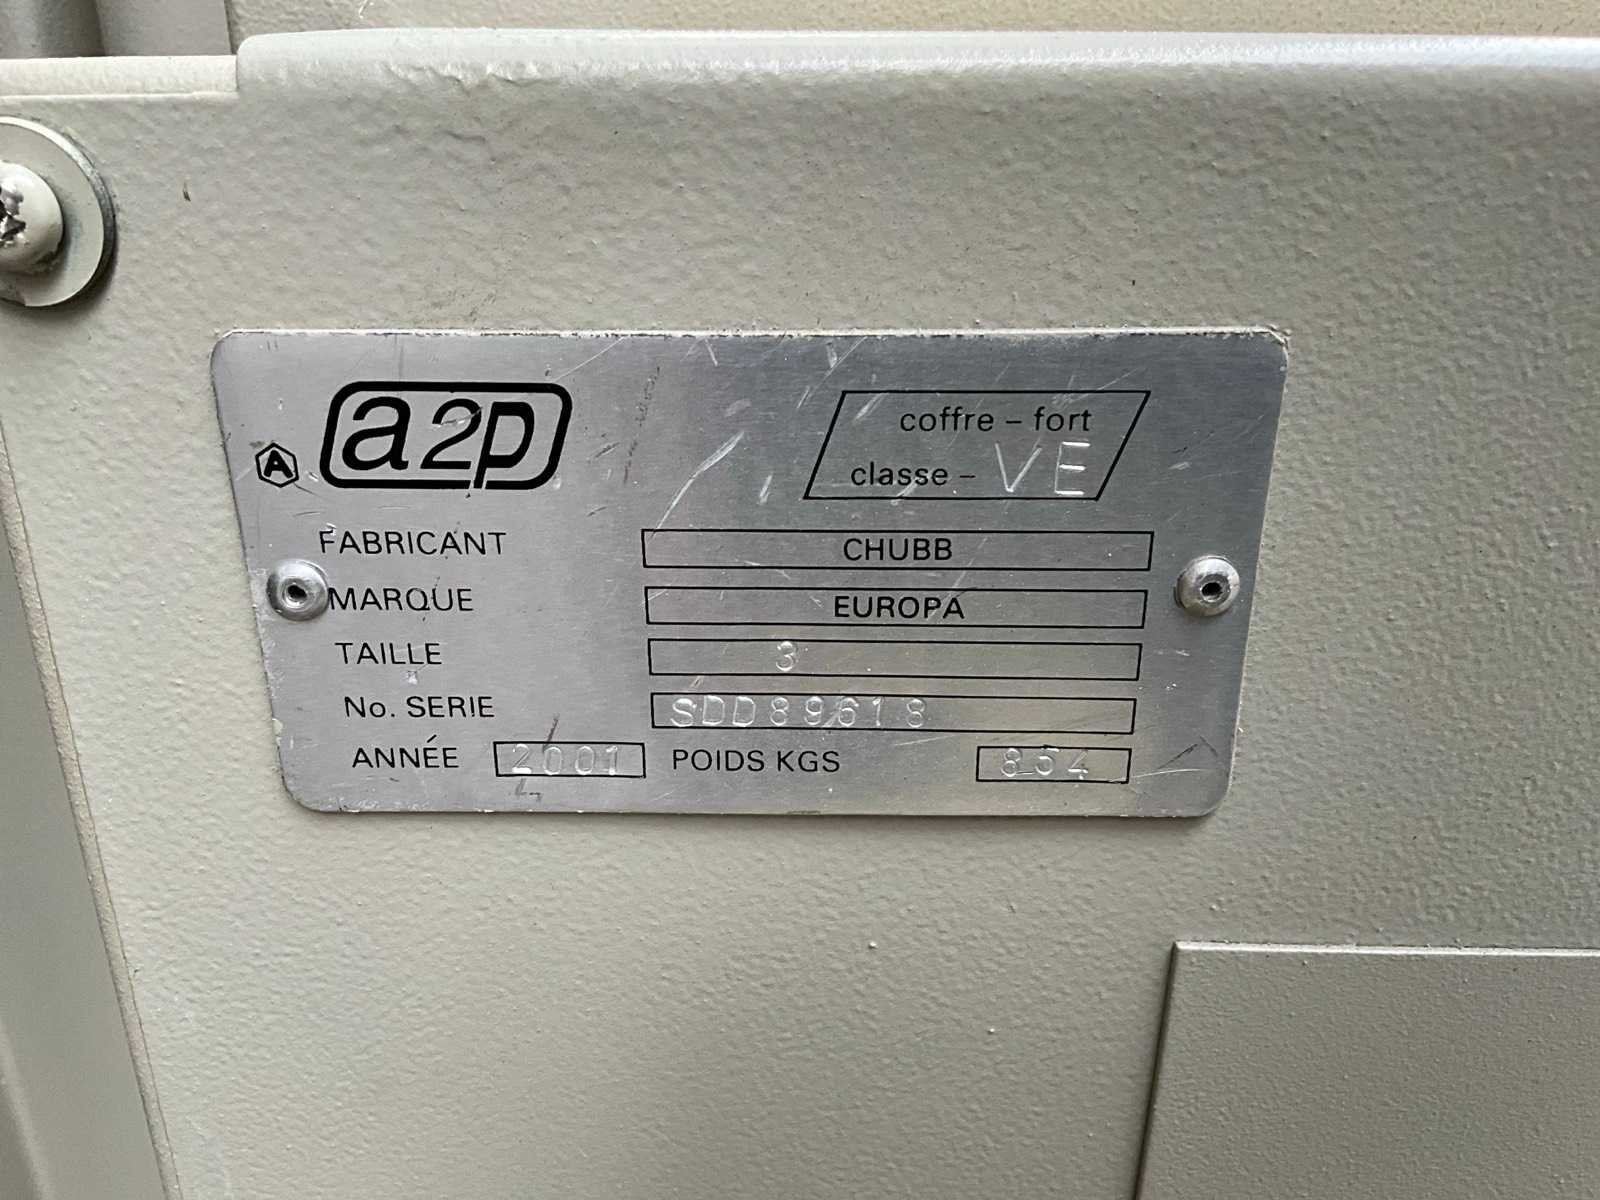 A a2p
coffre - fort
classe - VE
FABRICANT CHUBB
MARQUE EUROPA
TAILLE 3
No. SERIE SDD89618
ANNÉE 2001 POIDS KGS 854